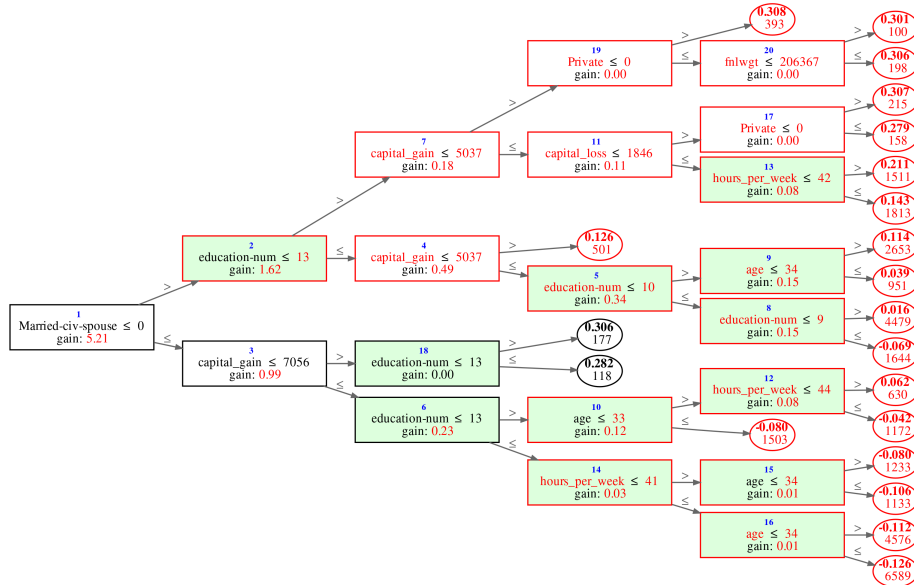 0.308
393
>
19
Private ≤ 0
gain: 0.00
≤
20
fnlwgt ≤ 206367
gain: 0.00
>
0.301
100
≤
0.306
198
>
7
capital_gain ≤ 5037
gain: 0.18
≤
11
capital_loss ≤ 1846
gain: 0.11
>
17
Private ≤ 0
gain: 0.00
>
0.307
215
≤
0.279
158
≤
13
hours_per_week ≤ 42
gain: 0.08
>
0.211
1511
≤
0.143
1813
>
2
education-num ≤ 13
gain: 1.62
≤
4
capital_gain ≤ 5037
gain: 0.49
>
0.126
501
≤
5
education-num ≤ 10
gain: 0.34
>
9
age ≤ 34
gain: 0.15
>
0.114
2653
≤
0.039
951
≤
8
education-num ≤ 9
gain: 0.15
>
0.016
4479
≤
-0.069
1644
>
1
Married-civ-spouse ≤ 0
gain: 5.21
≤
3
capital_gain ≤ 7056
gain: 0.99
>
18
education-num ≤ 13
gain: 0.00
>
0.306
177
≤
0.282
118
≤
6
education-num ≤ 13
gain: 0.23
>
10
age ≤ 33
gain: 0.12
>
12
hours_per_week ≤ 44
gain: 0.08
>
0.062
630
≤
-0.042
1172
≤
-0.080
1503
≤
14
hours_per_week ≤ 41
gain: 0.03
>
15
age ≤ 34
gain: 0.01
>
-0.080
1233
≤
-0.106
1133
≤
16
age ≤ 34
gain: 0.01
>
-0.112
4576
≤
-0.126
6589